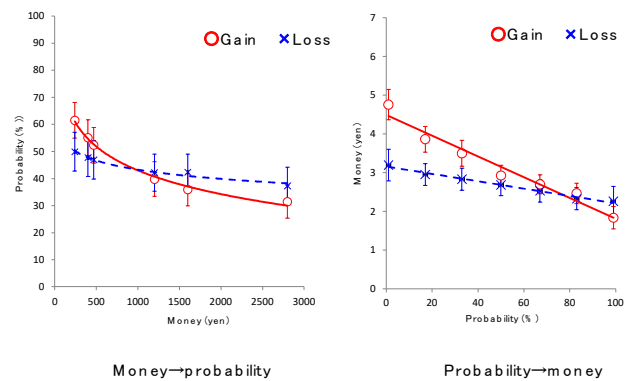 100
90
80
70
60
50
40
30
20
10
0
Probability (%))
Gain Loss
0 500 1000 1500 2000 2500 3000
Money (yen)
Money→probability
7
6
5
4
3
2
1
0
Money (yen)
Gain Loss
0 20 40 60 80 100
Probability (%)
Probability→money